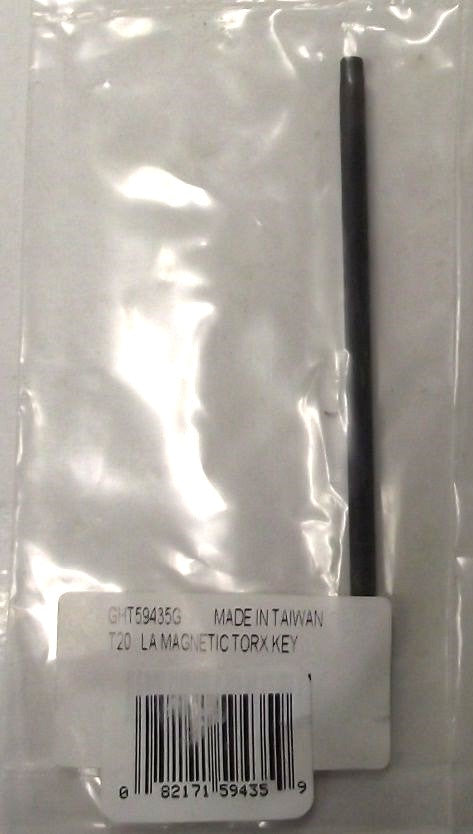 GHT59435G MADE IN TAIWAN
T20 LA MAGNETIC TORX KEY
0 82171 59435 9